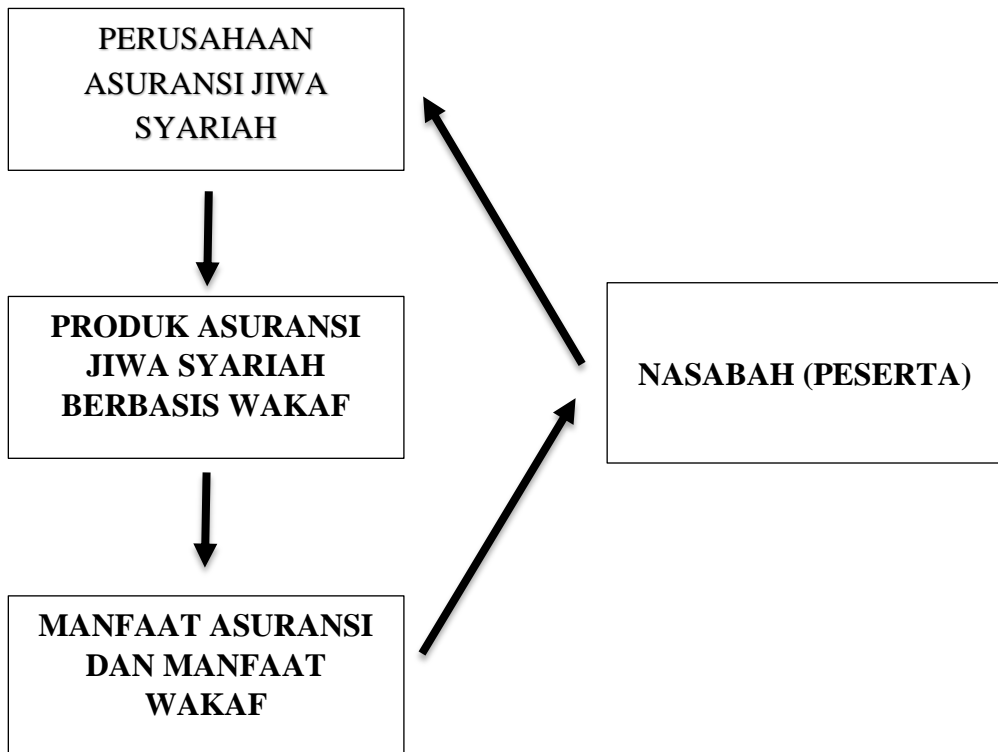 PERUSAHAAN
ASURANSI JIWA
SYARIAH
PRODUK ASURANSI
JIWA SYARIAH
BERBASIS WAKAF
NASABAH (PESERTA)
MANFAAT ASURANSI
DAN MANFAAT
WAKAF